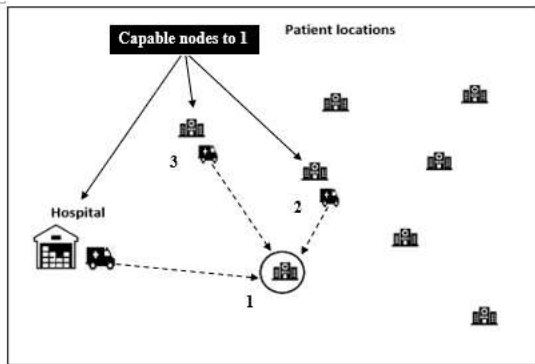 Capable nodes to 1
Patient locations
3
2
Hospital
1